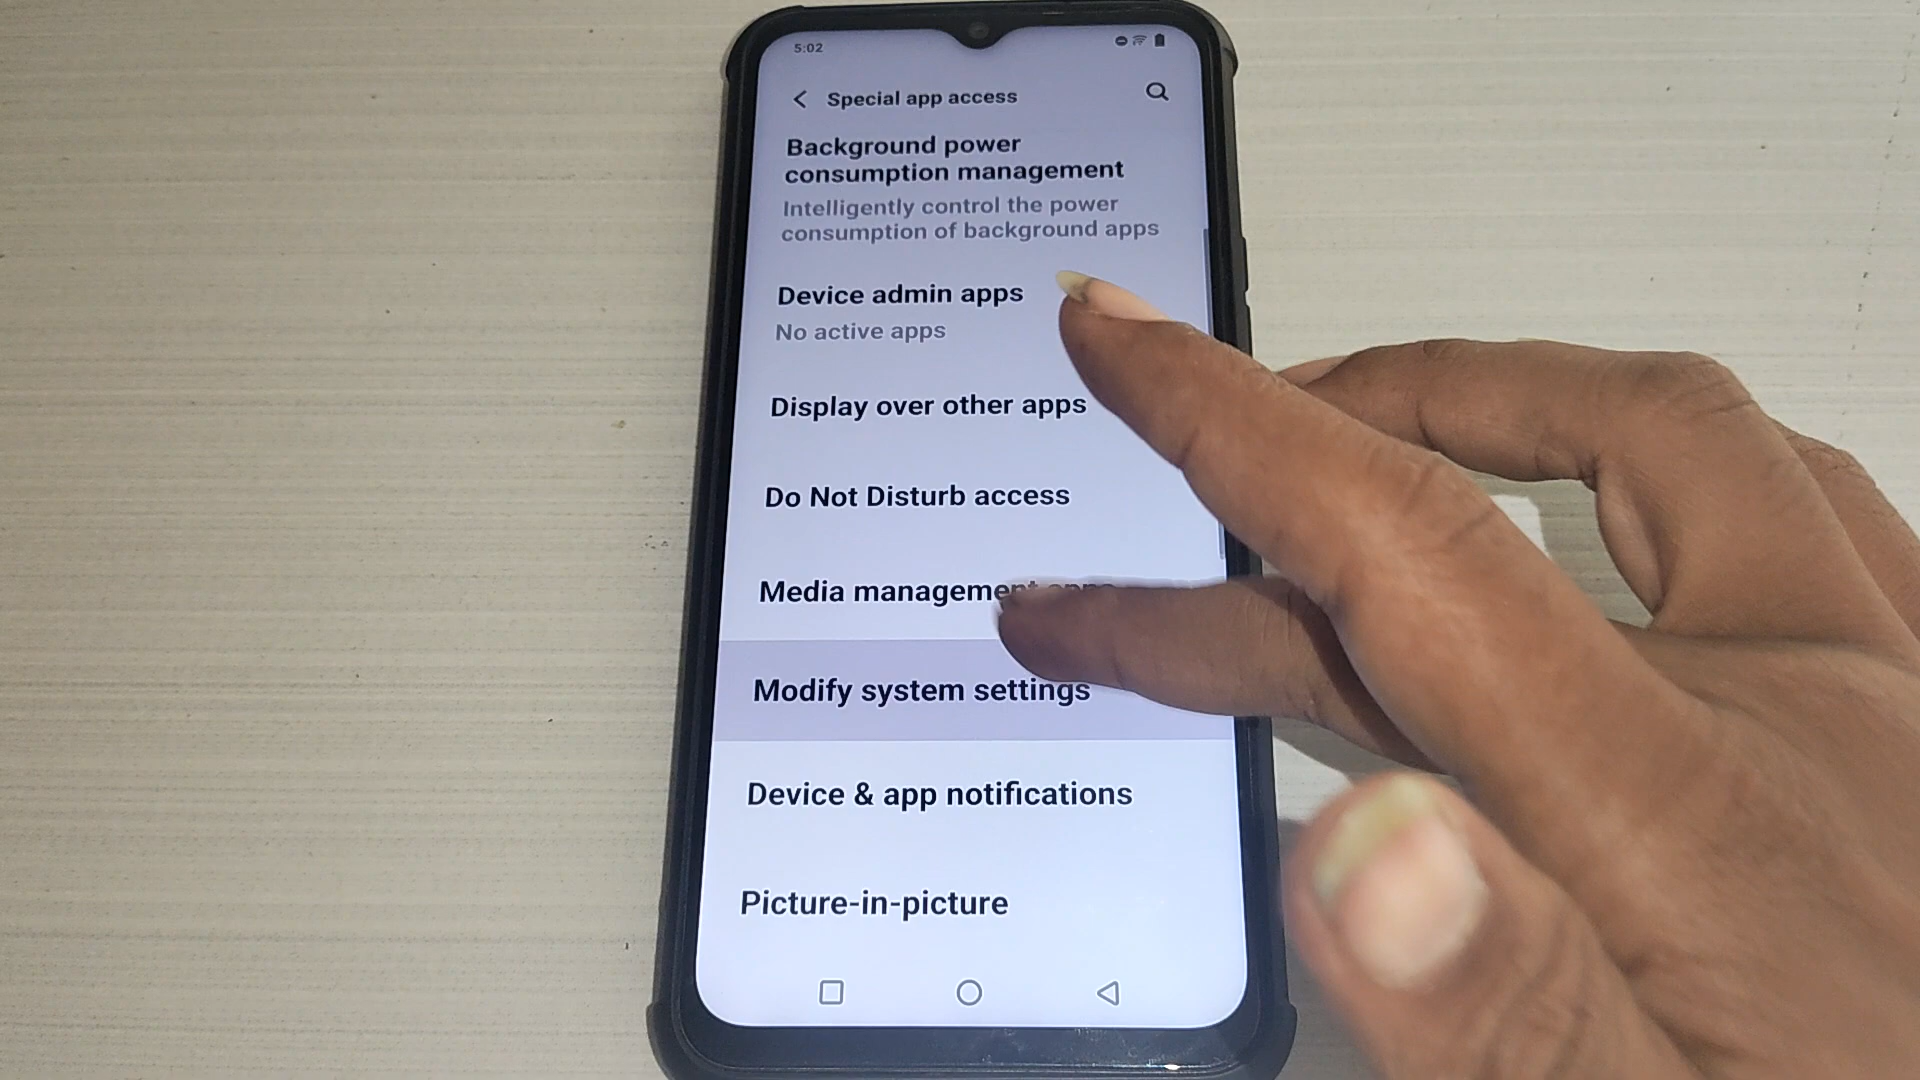 5:02
Special app access
Background power
consumption management
Intelligently control the power
consumption of background apps
Device admin apps
No active apps
Display over other apps
Do Not Disturb access
Media management apps
Modify system settings
Device & app notifications
Picture-in-picture